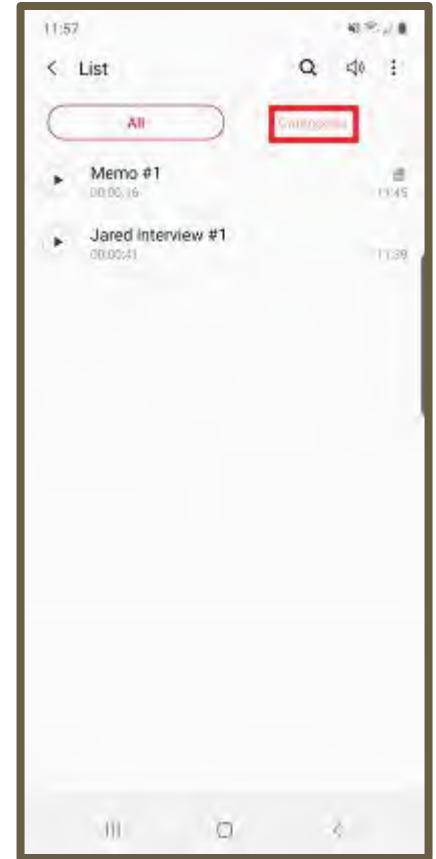 11:57
List
All Categories
Memo #1
00:00:16 11:45
Jared Interview #1
00:00:41 11:39